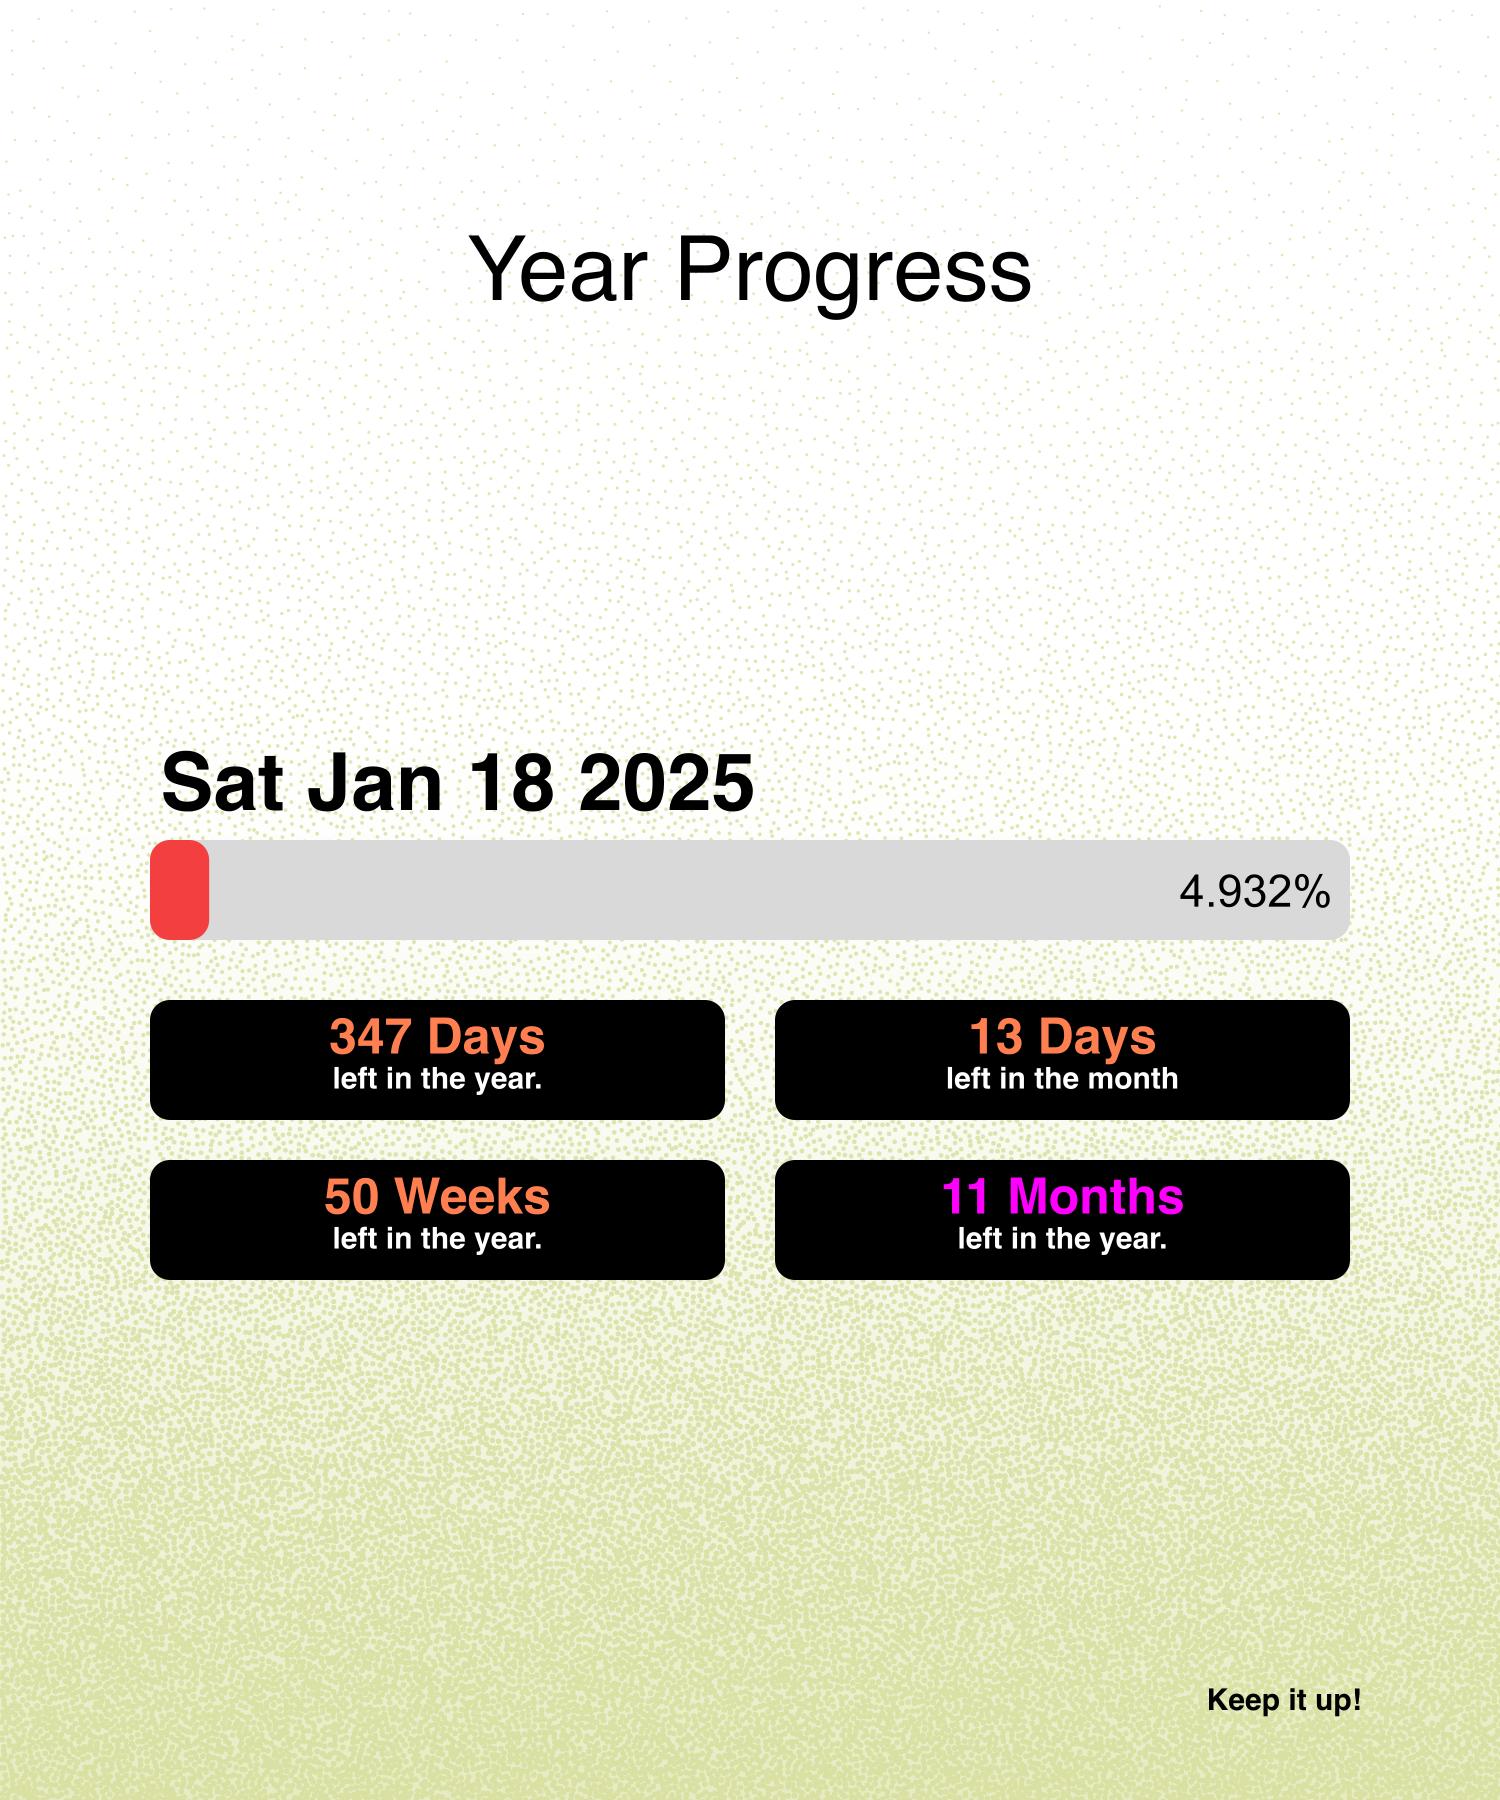 Year Progress
Sat Jan 18 2025
4.932%
347 Days
left in the year.
13 Days
left in the month
50 Weeks
left in the year.
11 Months
left in the year.
Keep it up!